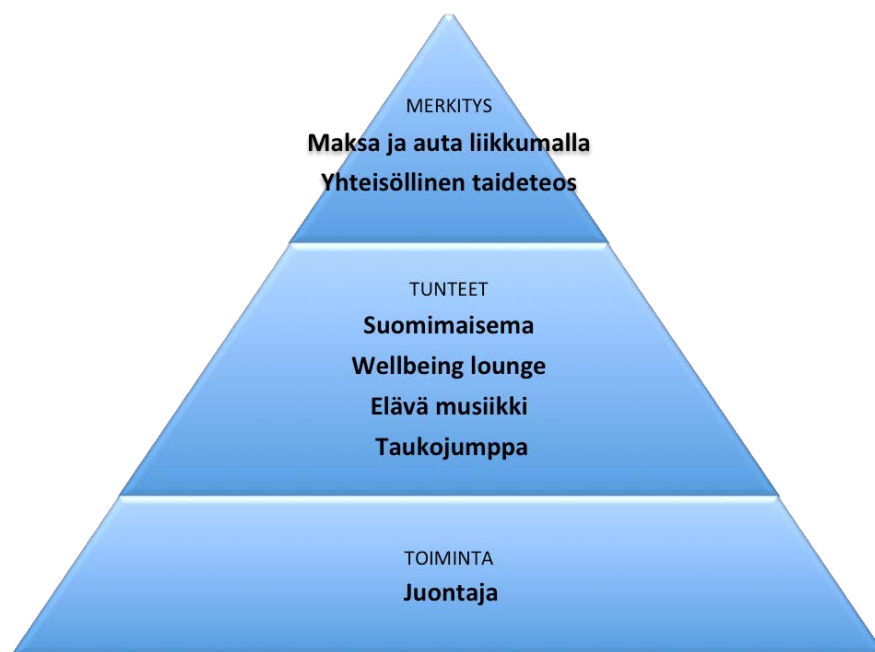 MERKITYS
Maksa ja auta liikkumalla
Yhteisöllinen taideteos
TUNTEET
Suomimaisema
Wellbeing lounge
Elävä musiikki
Taukojumppa
TOIMINTA
Juontaja